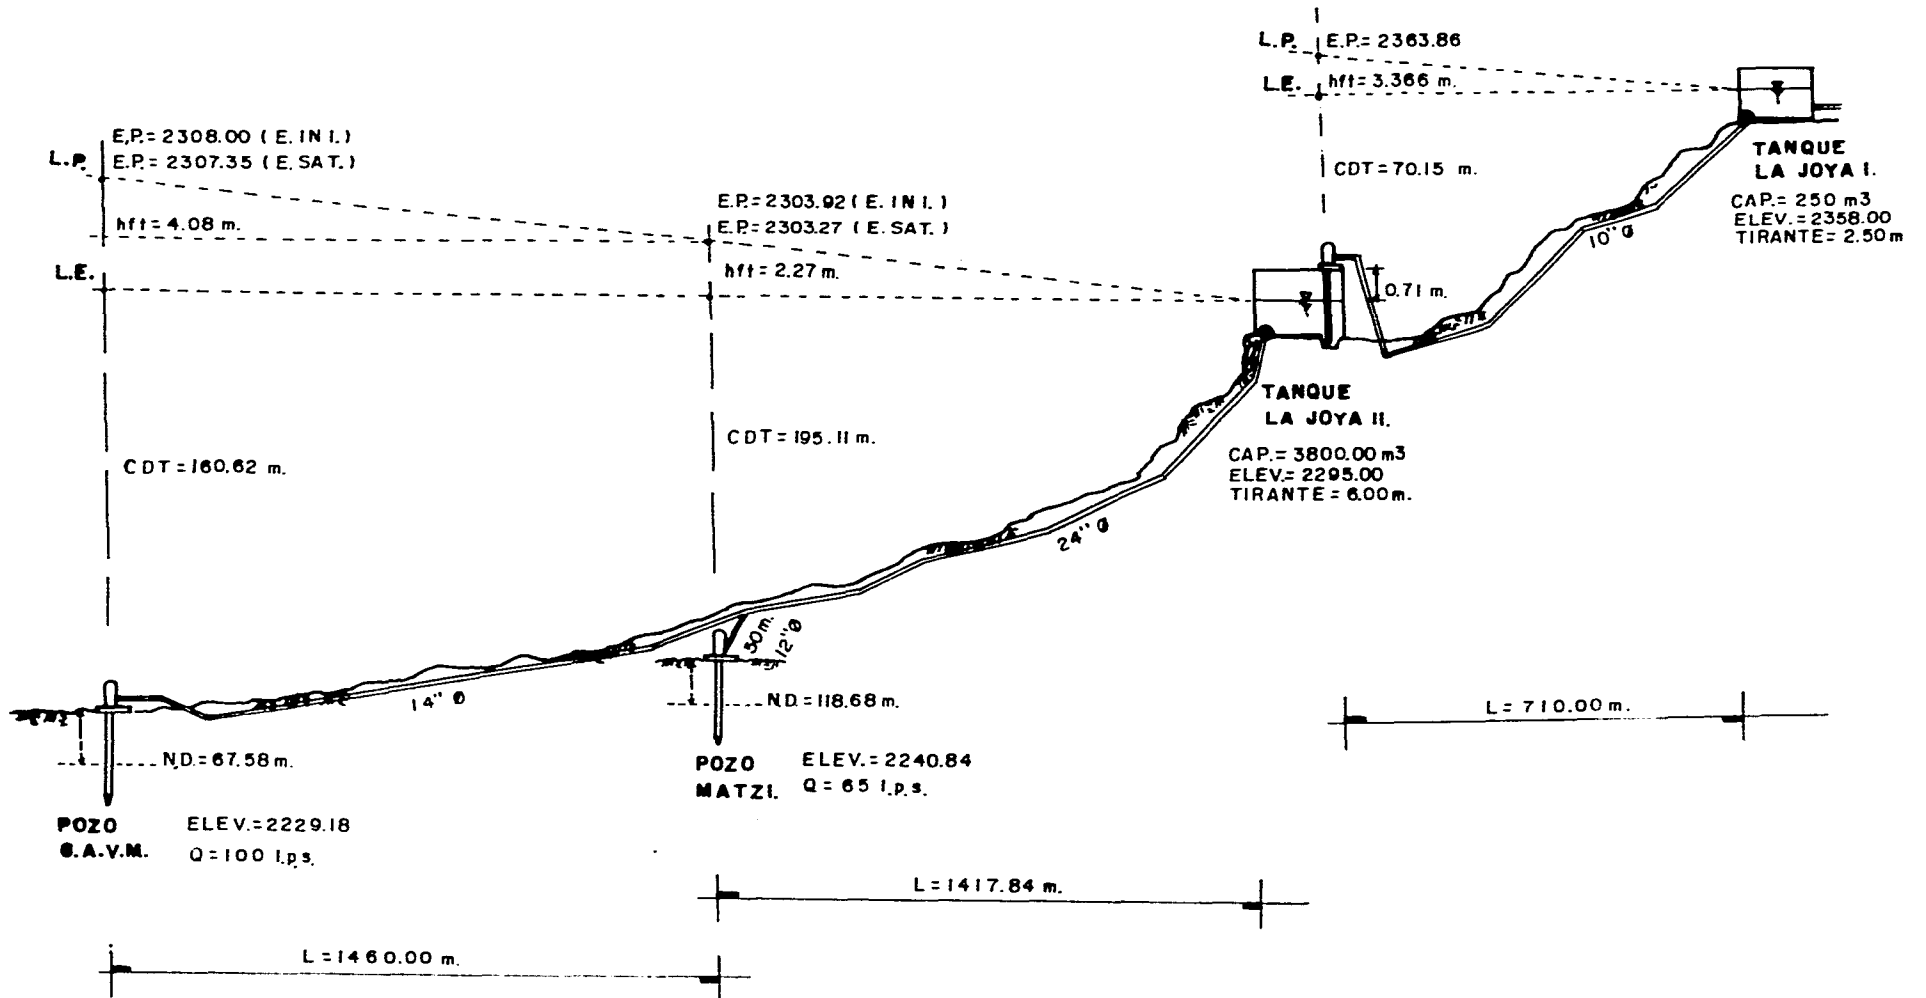 L.P. E.P.= 2363.86
L.E. hft= 3.366 m.
CDT = 70.15 m.
TANQUE
LA JOYA I.
CAP.= 250 m3
ELEV.= 2358.00
TIRANTE= 2.50 m
10" Ø
E.P.= 2308.00 ( E. INI.)
L.P. E.P.= 2307.35 ( E. SAT.)
hft = 4.08 m.
L.E.
E.P.= 2303.92 ( E. INI.)
E.P.= 2303.27 ( E. SAT.)
hft = 2.27 m.
0.71 m.
TANQUE
LA JOYA II.
CAP.= 3800.00 m3
ELEV.= 2295.00
TIRANTE = 6.00 m.
CDT = 195.11 m.
CDT = 160.62 m.
24" Ø
50 m.
12" Ø
14" Ø
N.D. = 118.68 m.
N.D. = 67.58 m.
POZO ELEV. = 2240.84
MATZI. Q = 65 l.p.s.
POZO ELEV. = 2229.18
S.A.V.M. Q = 100 l.p.s.
L = 710.00 m.
L = 1417.84 m.
L = 1460.00 m.